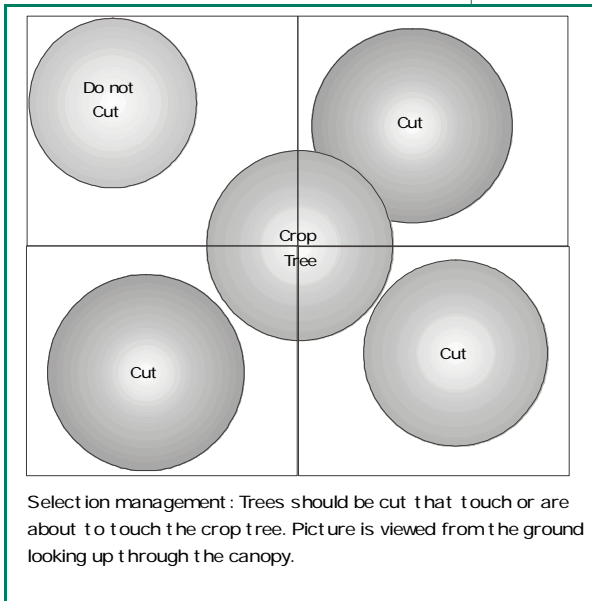 Do not
Cut
Cut
Crop
Tree
Cut
Cut
Selection management: Trees should be cut that touch or are
about to touch the crop tree. Picture is viewed from the ground
looking up through the canopy.